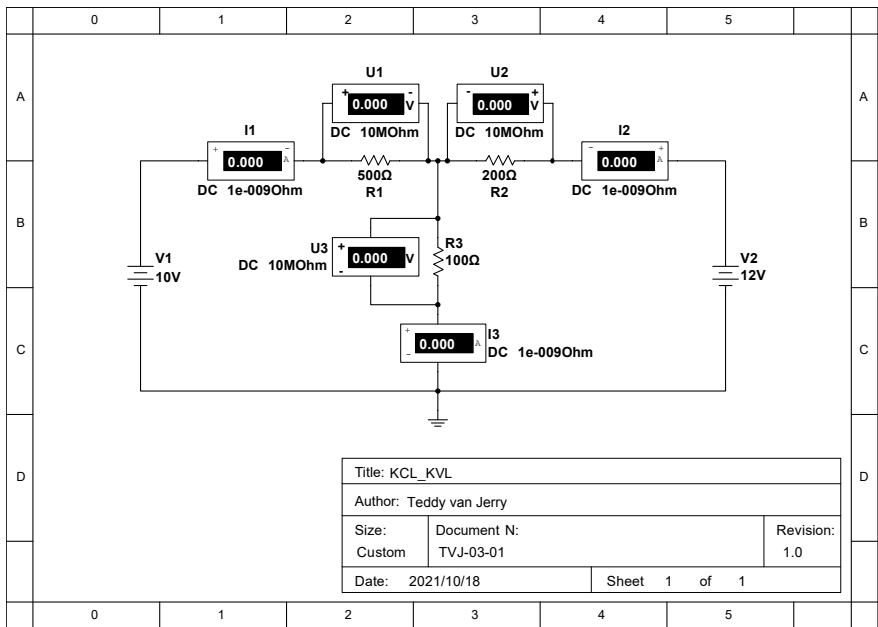 0 1 2 3 4 5
A A
U1 U2
+ - - +
0.000 V 0.000 V
DC 10MOhm DC 10MOhm
I1 I2
+ - - +
0.000 A 0.000 A
DC 1e-009Ohm DC 1e-009Ohm
500Ω 200Ω
R1 R2
B B
U3 + 0.000 V -
DC 10MOhm
R3
100Ω
V1
10V
V2
12V
C C
+ 0.000 A -
I3
DC 1e-009Ohm
D D
Title: KCL_KVL
Author: Teddy van Jerry
Size: Document N: Revision:
Custom TVJ-03-01 1.0
Date: 2021/10/18 Sheet 1 of 1
0 1 2 3 4 5